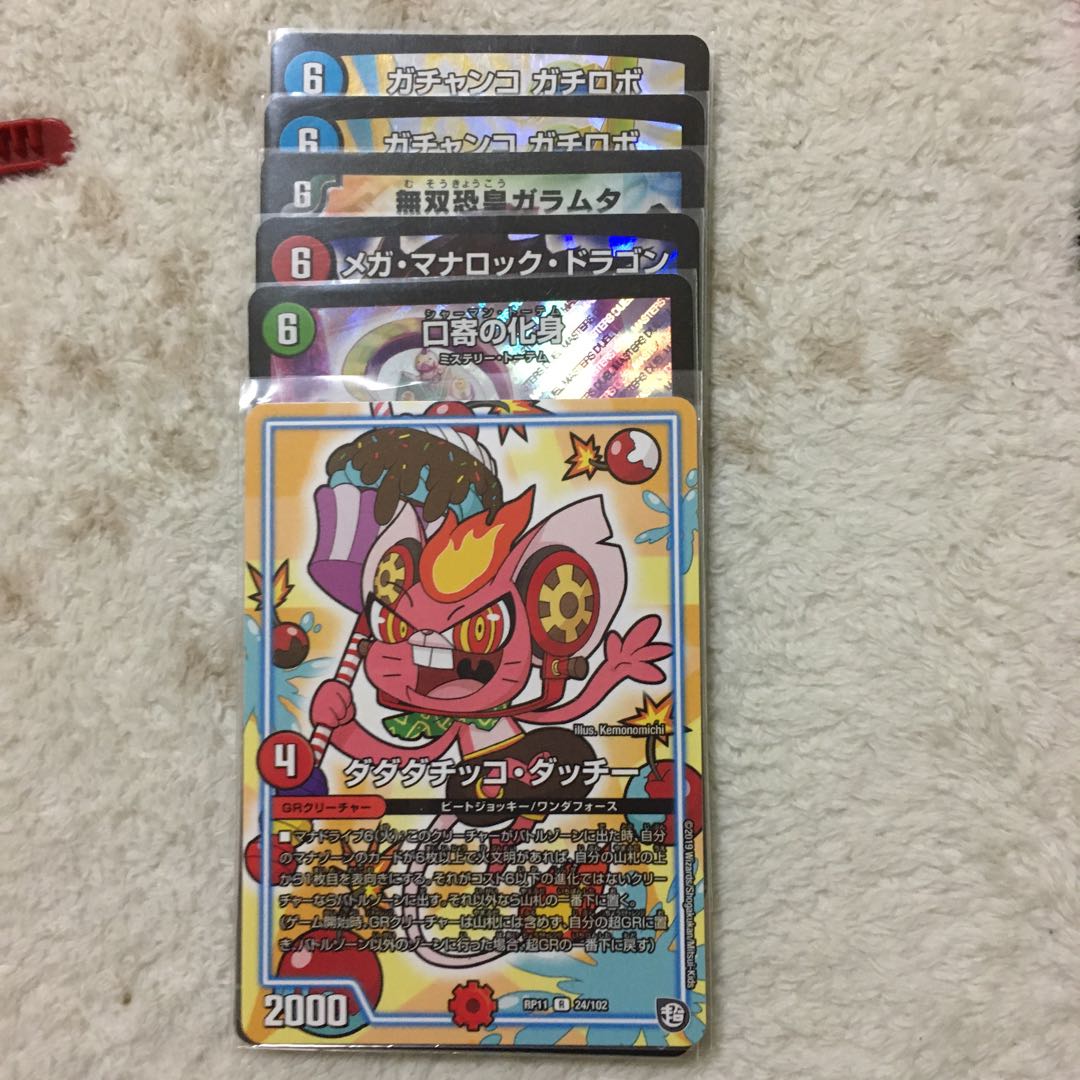 6 ガチャンコ ガチロボ
6 ガチャンコ ガチロボ
むそうきょうこう
6 無双恐皇ガラムタ
6 メガ・マナロック・ドラゴン
シャーマン・トーテム
6 口寄の化身
ミステリー・トーテム
illus. Kemonomichi
4 ダダダチッコ・ダッチー
GRクリーチャー ビートジョッキー/ワンダフォース
■マナドライブ6(火):このクリーチャーがバトルゾーンに出た時、自分
のマナゾーンのカードが6枚以上で火文明があれば、自分の山札の上
から1枚目を表向きにする。それがコスト6以下の進化ではないクリー
チャーならバトルゾーンに出す。それ以外なら山札の一番下に置く。
(ゲーム開始時、GRクリーチャーは山札には含めず、自分の超GRに置
き、バトルゾーン以外のゾーンに行った場合、超GRの一番下に戻す)
©2019 Wizards/Shogakukan/Mitsui-Kids
2000
RP11 R 24/102
超